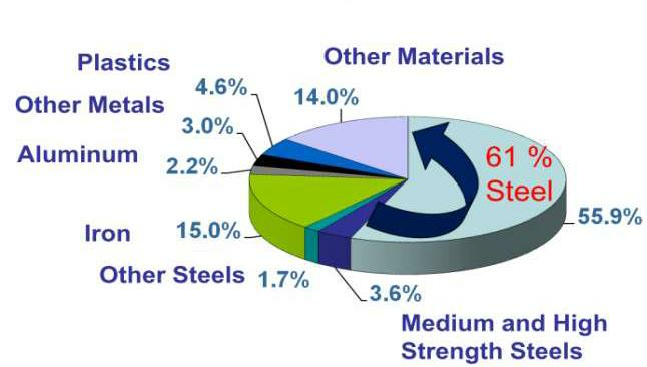 Plastics
4.6%
Other Materials
14.0%
Other Metals
3.0%
Aluminum
2.2%
61 %
Steel
55.9%
Iron
15.0%
Other Steels
1.7%
3.6%
Medium and High
Strength Steels